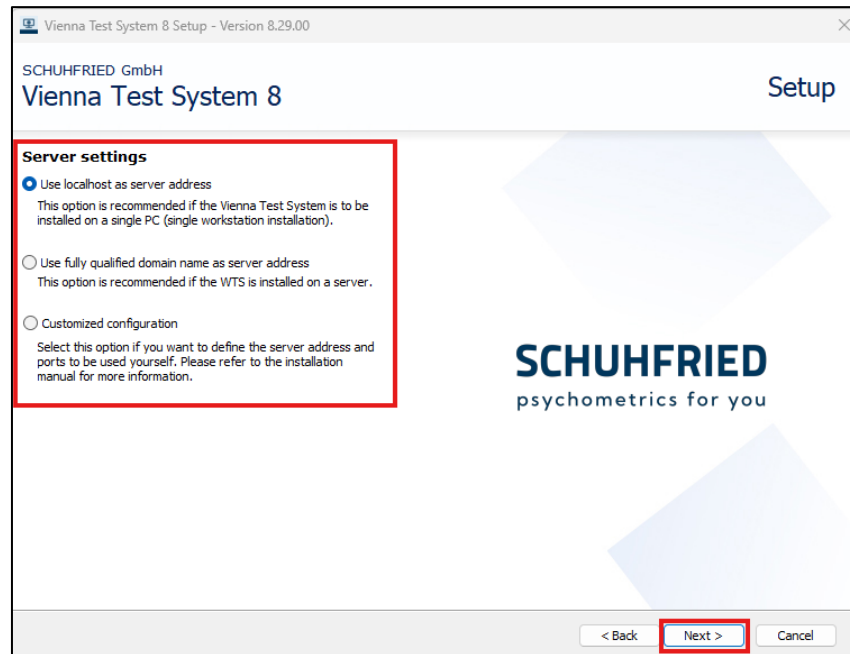 Vienna Test System 8 Setup - Version 8.29.00
SCHUHFRIED GmbH
Vienna Test System 8
Setup
Server settings
Use localhost as server address
This option is recommended if the Vienna Test System is to be
installed on a single PC (single workstation installation).
Use fully qualified domain name as server address
This option is recommended if the WTS is installed on a server.
Customized configuration
Select this option if you want to define the server address and
ports to be used yourself. Please refer to the installation
manual for more information.
SCHUHFRIED
psychometrics for you
< Back
Next >
Cancel